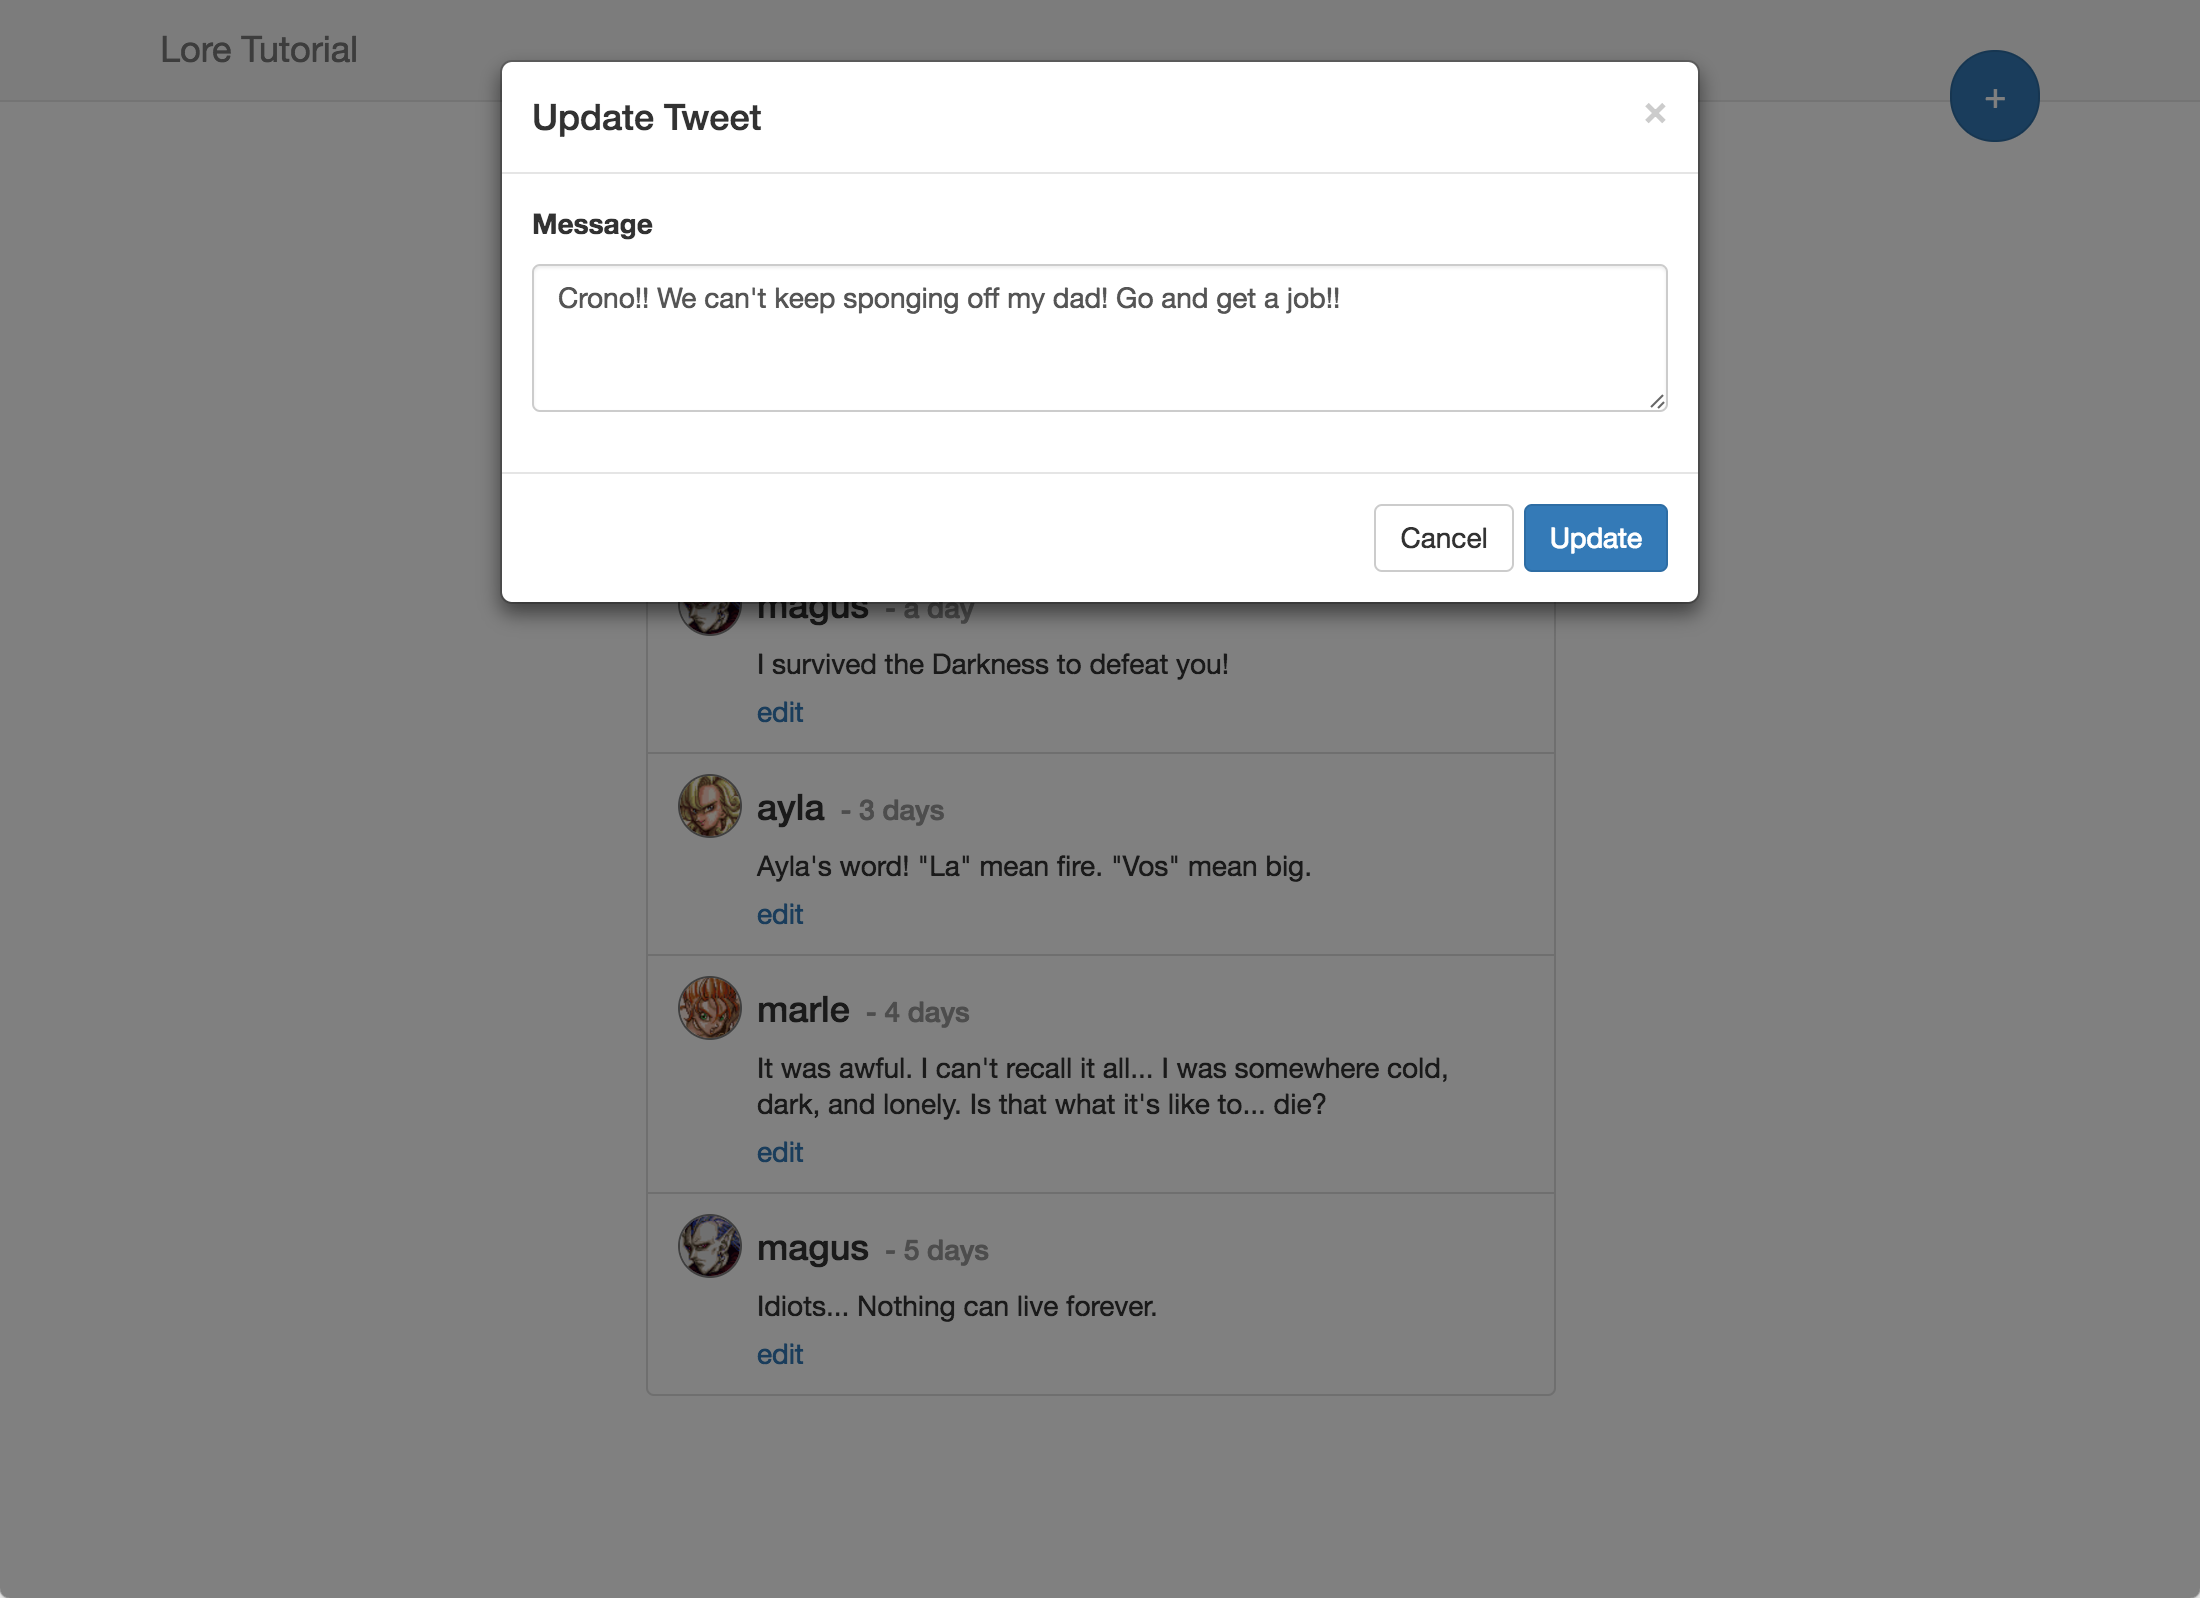 Lore Tutorial
+
Update Tweet
×
Message
Crono!! We can't keep sponging off my dad! Go and get a job!!
Cancel
Update
magus - a day
I survived the Darkness to defeat you!
edit
ayla - 3 days
Ayla's word! "La" mean fire. "Vos" mean big.
edit
marle - 4 days
It was awful. I can't recall it all... I was somewhere cold,
dark, and lonely. Is that what it's like to... die?
edit
magus - 5 days
Idiots... Nothing can live forever.
edit